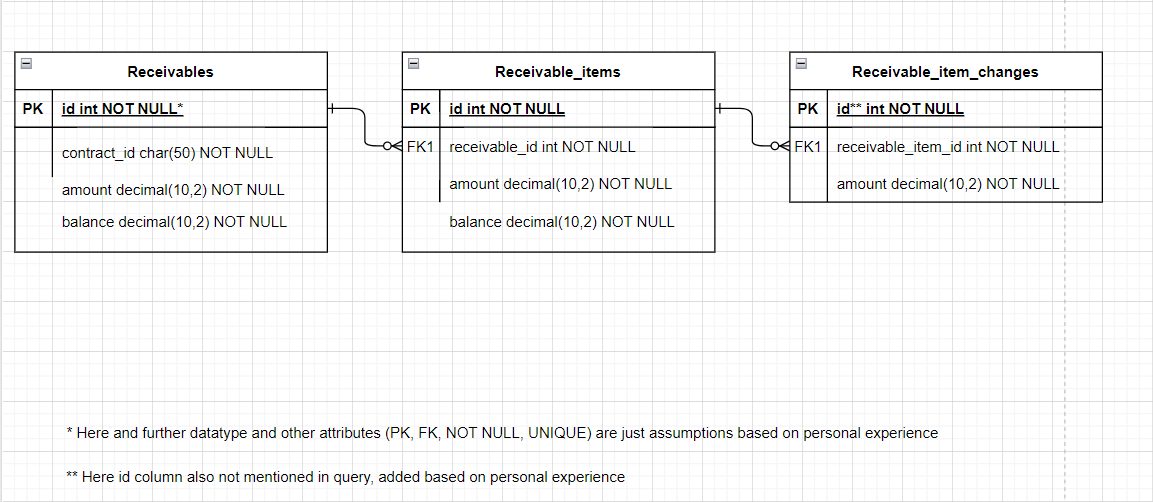 Receivables
PK id int NOT NULL*
contract_id char(50) NOT NULL
amount decimal(10,2) NOT NULL
balance decimal(10,2) NOT NULL
Receivable_items
PK id int NOT NULL
FK1 receivable_id int NOT NULL
amount decimal(10,2) NOT NULL
balance decimal(10,2) NOT NULL
Receivable_item_changes
PK id** int NOT NULL
FK1 receivable_item_id int NOT NULL
amount decimal(10,2) NOT NULL
* Here and further datatype and other attributes (PK, FK, NOT NULL, UNIQUE) are just assumptions based on personal experience
** Here id column also not mentioned in query, added based on personal experience